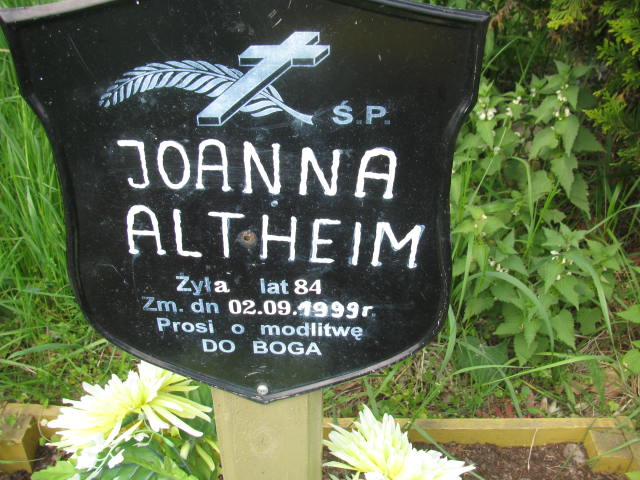 Ś.P.
JOANNA
ALTHEIM
Żyła lat 84
Zm. dn 02.09.1999r.
Prosi o modlitwę
DO BOGA